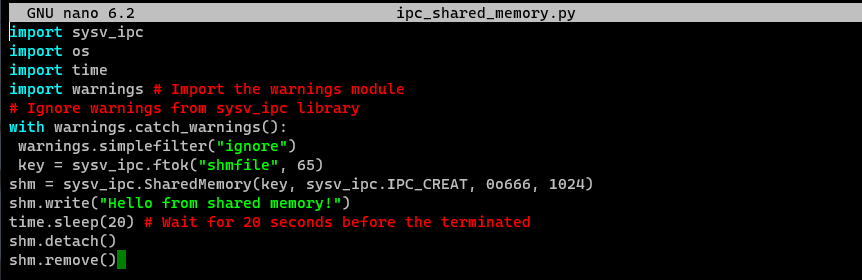 GNU nano 6.2 ipc_shared_memory.py
import sysv_ipc
import os
import time
import warnings # Import the warnings module
# Ignore warnings from sysv_ipc library
with warnings.catch_warnings():
 warnings.simplefilter("ignore")
 key = sysv_ipc.ftok("shmfile", 65)
shm = sysv_ipc.SharedMemory(key, sysv_ipc.IPC_CREAT, 0o666, 1024)
shm.write("Hello from shared memory!")
time.sleep(20) # Wait for 20 seconds before the terminated
shm.detach()
shm.remove()